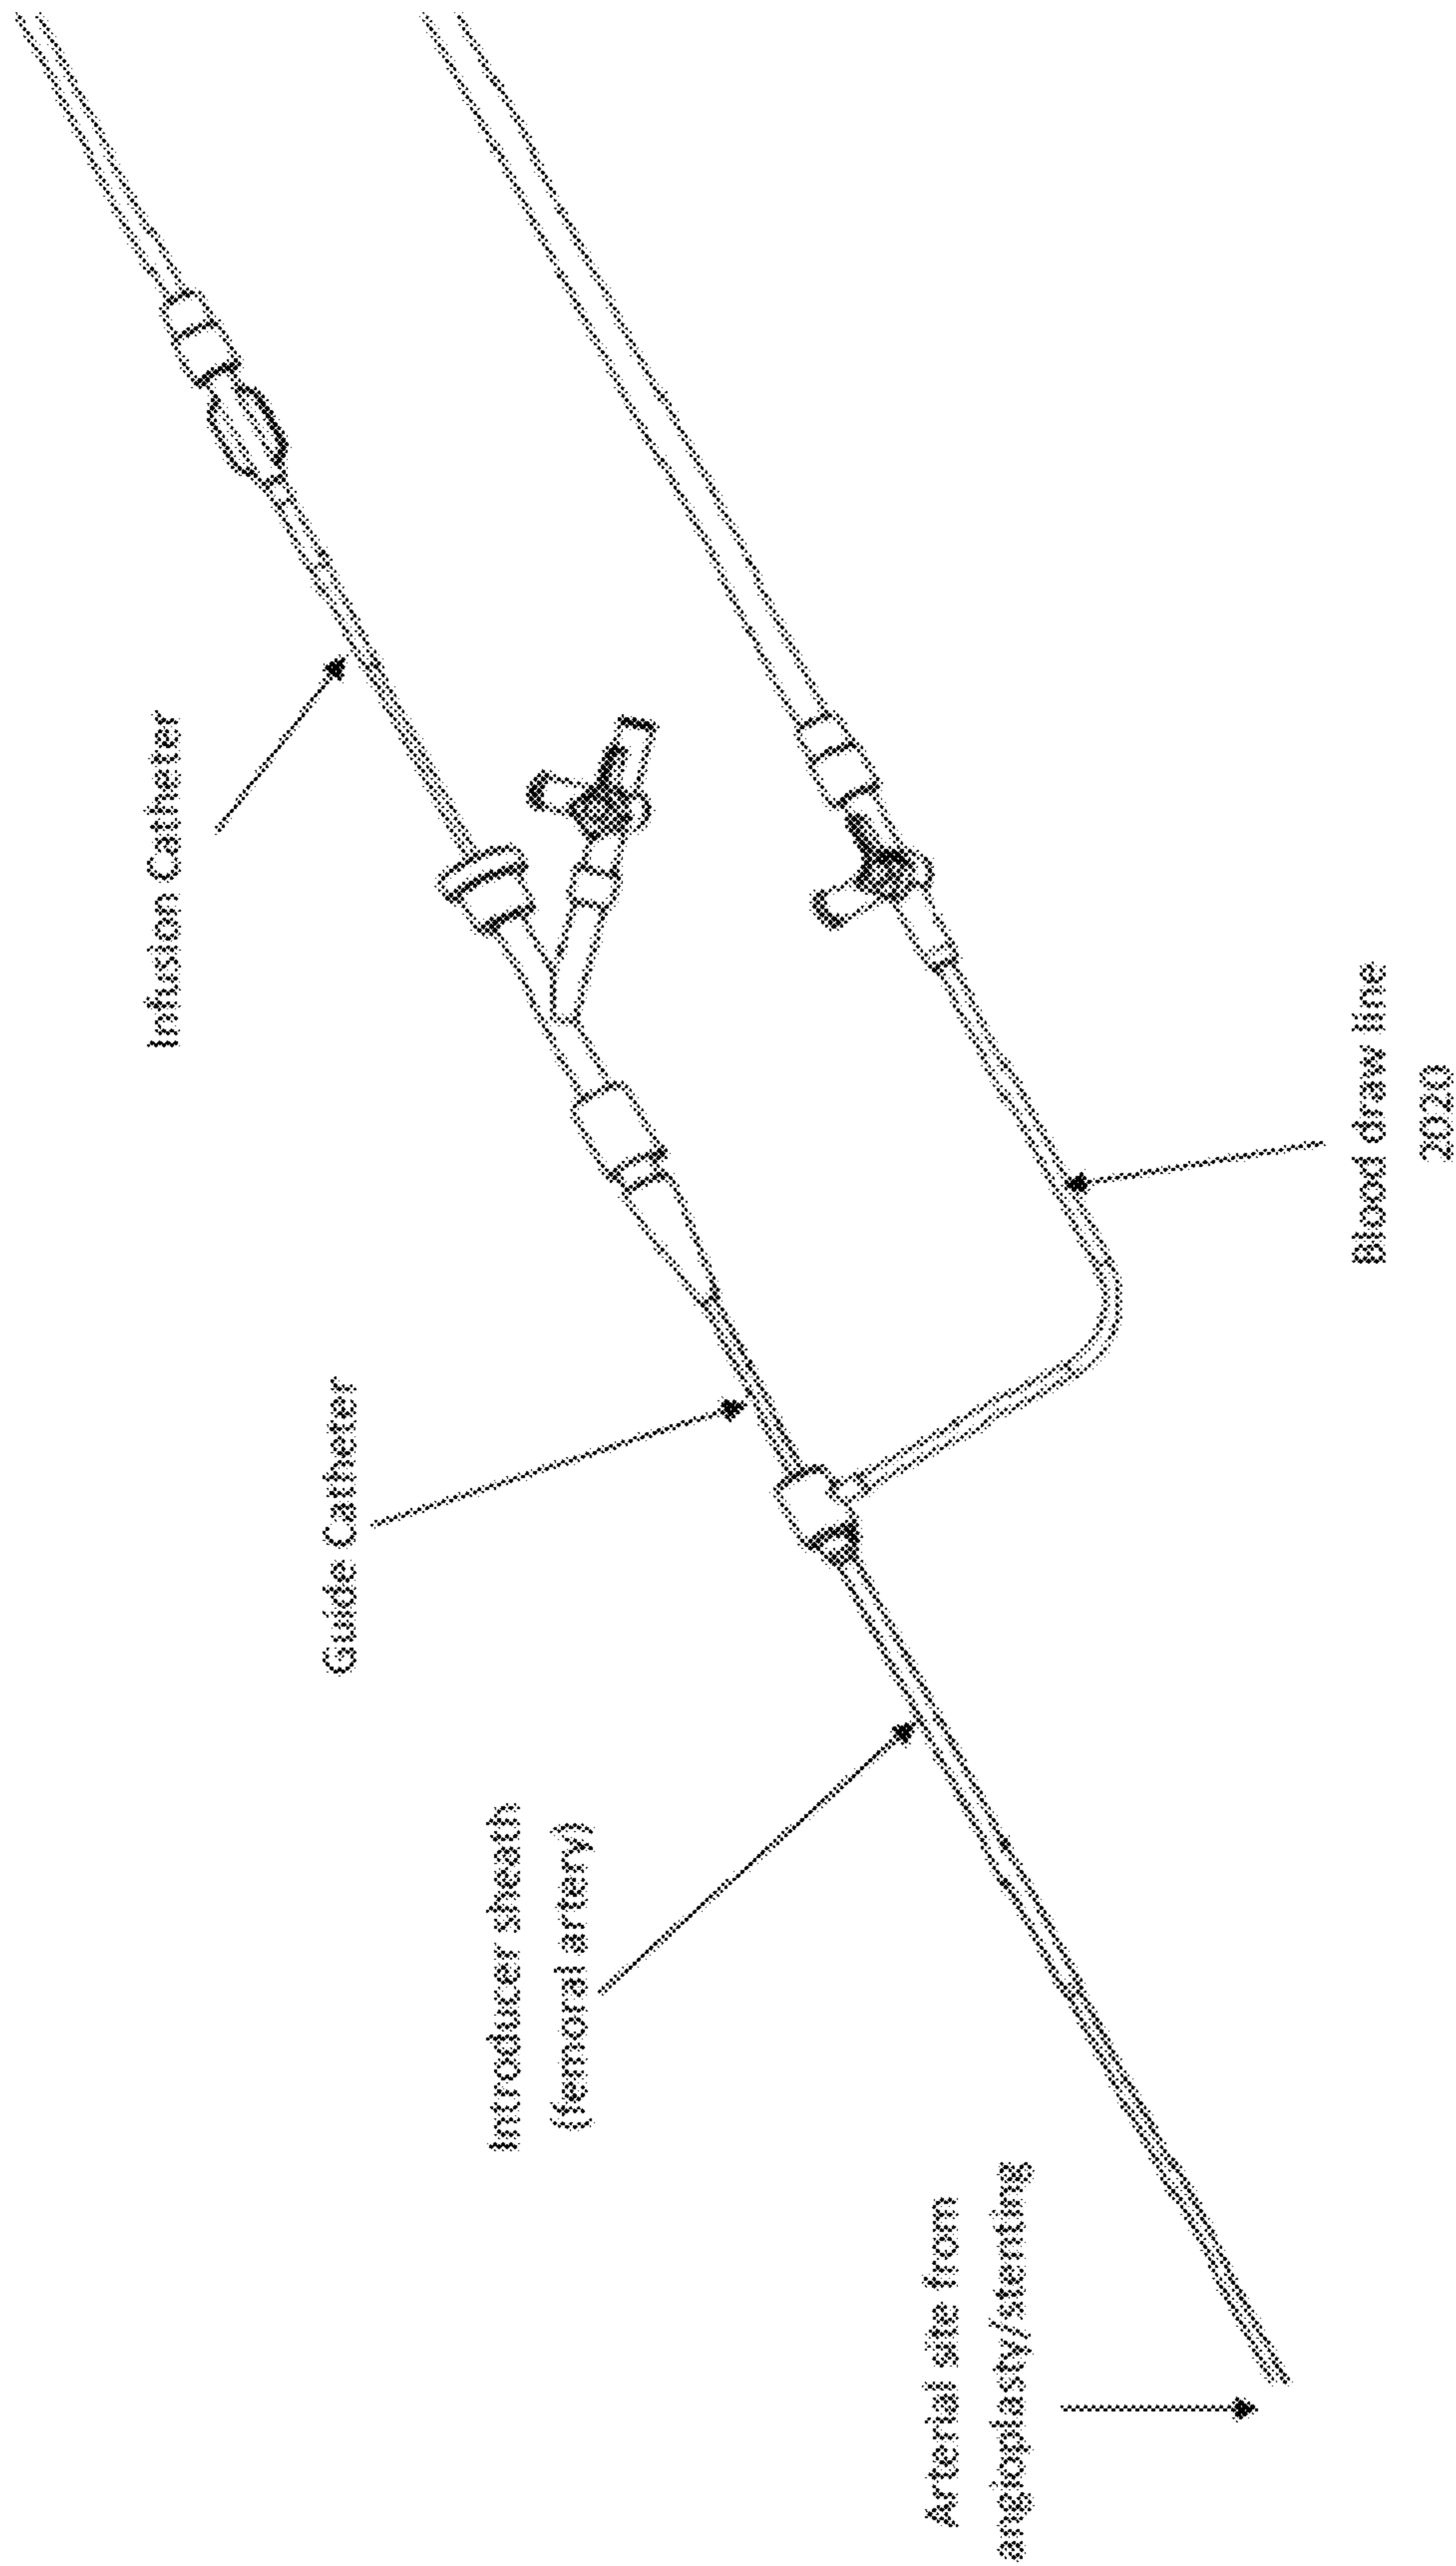 Infusion Catheter
Guide Catheter
Introducer sheath
(femoral artery)
Arterial site from
angioplasty/stenting
Blood draw line
2020